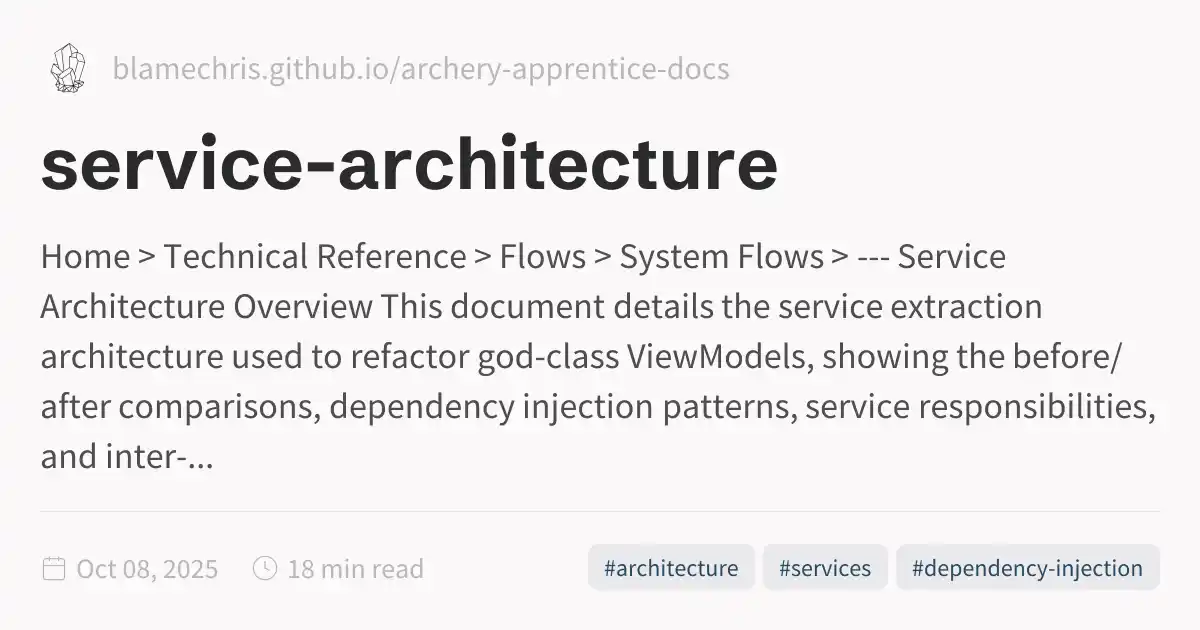 blamechris.github.io/archery-apprentice-docs
service-architecture
Home > Technical Reference > Flows > System Flows > --- Service
Architecture Overview This document details the service extraction
architecture used to refactor god-class ViewModels, showing the before/
after comparisons, dependency injection patterns, service responsibilities,
and inter-...
Oct 08, 2025 18 min read #architecture #services #dependency-injection